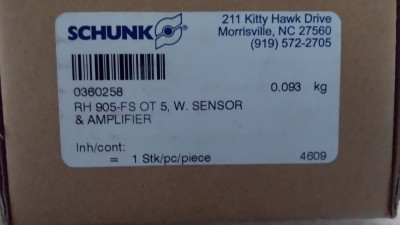 SCHUNK
211 Kitty Hawk Drive
Morrisville, NC 27560
(919) 572-2705
0360258 0.093 kg
RH 905-FS OT 5, W. SENSOR
& AMPLIFIER
Inh/cont:
= 1 Stk/pc/piece 4609